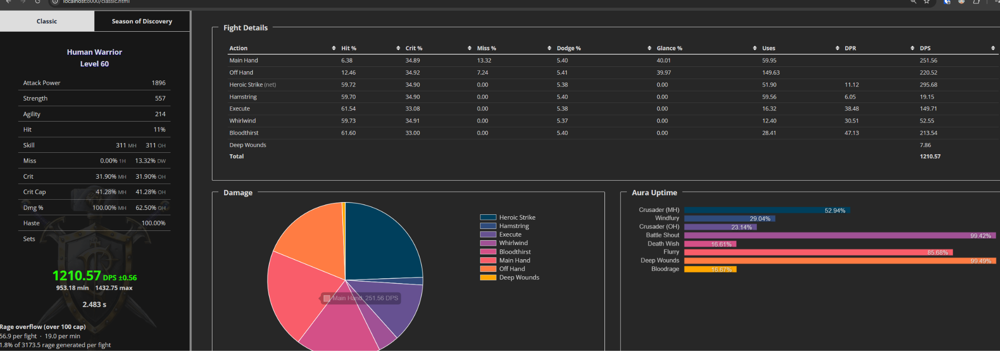 localhost:8000/classic.html
Classic
Season of Discovery
Human Warrior
Level 60
Attack Power 1896
Strength 557
Agility 214
Hit 11%
Skill 311 MH 311 OH
Miss 0.00% 1H 13.32% DW
Crit 31.90% MH 31.90% OH
Crit Cap 41.28% MH 41.28% OH
Dmg % 100.00% MH 62.50% OH
Haste 100.00%
Sets
1210.57 DPS ±0.56
953.18 min 1432.75 max
2.483 s
Rage overflow (over 100 cap)
56.9 per fight · 19.0 per min
1.8% of 3173.5 rage generated per fight
Fight Details
Action Hit % Crit % Miss % Dodge % Glance % Uses DPR DPS
Main Hand 6.38 34.89 13.32 5.40 40.01 59.95 251.56
Off Hand 12.46 34.92 7.24 5.41 39.97 149.63 220.52
Heroic Strike (net) 59.72 34.90 0.00 5.38 0.00 51.90 11.12 295.68
Hamstring 59.70 34.90 0.00 5.40 0.00 59.56 6.05 19.15
Execute 61.54 33.08 0.00 5.38 0.00 16.32 38.48 149.71
Whirlwind 59.73 34.91 0.00 5.37 0.00 12.40 30.51 52.55
Bloodthirst 61.60 33.00 0.00 5.40 0.00 28.41 47.13 213.54
Deep Wounds 7.86
Total 1210.57
Damage
Heroic Strike
Hamstring
Execute
Whirlwind
Bloodthirst
Main Hand
Off Hand
Deep Wounds
Main Hand: 251.56 DPS
Aura Uptime
Crusader (MH) 52.94%
Windfury 29.04%
Crusader (OH) 23.14%
Battle Shout 99.42%
Death Wish 16.61%
Flurry 85.68%
Deep Wounds 99.49%
Bloodrage 16.67%